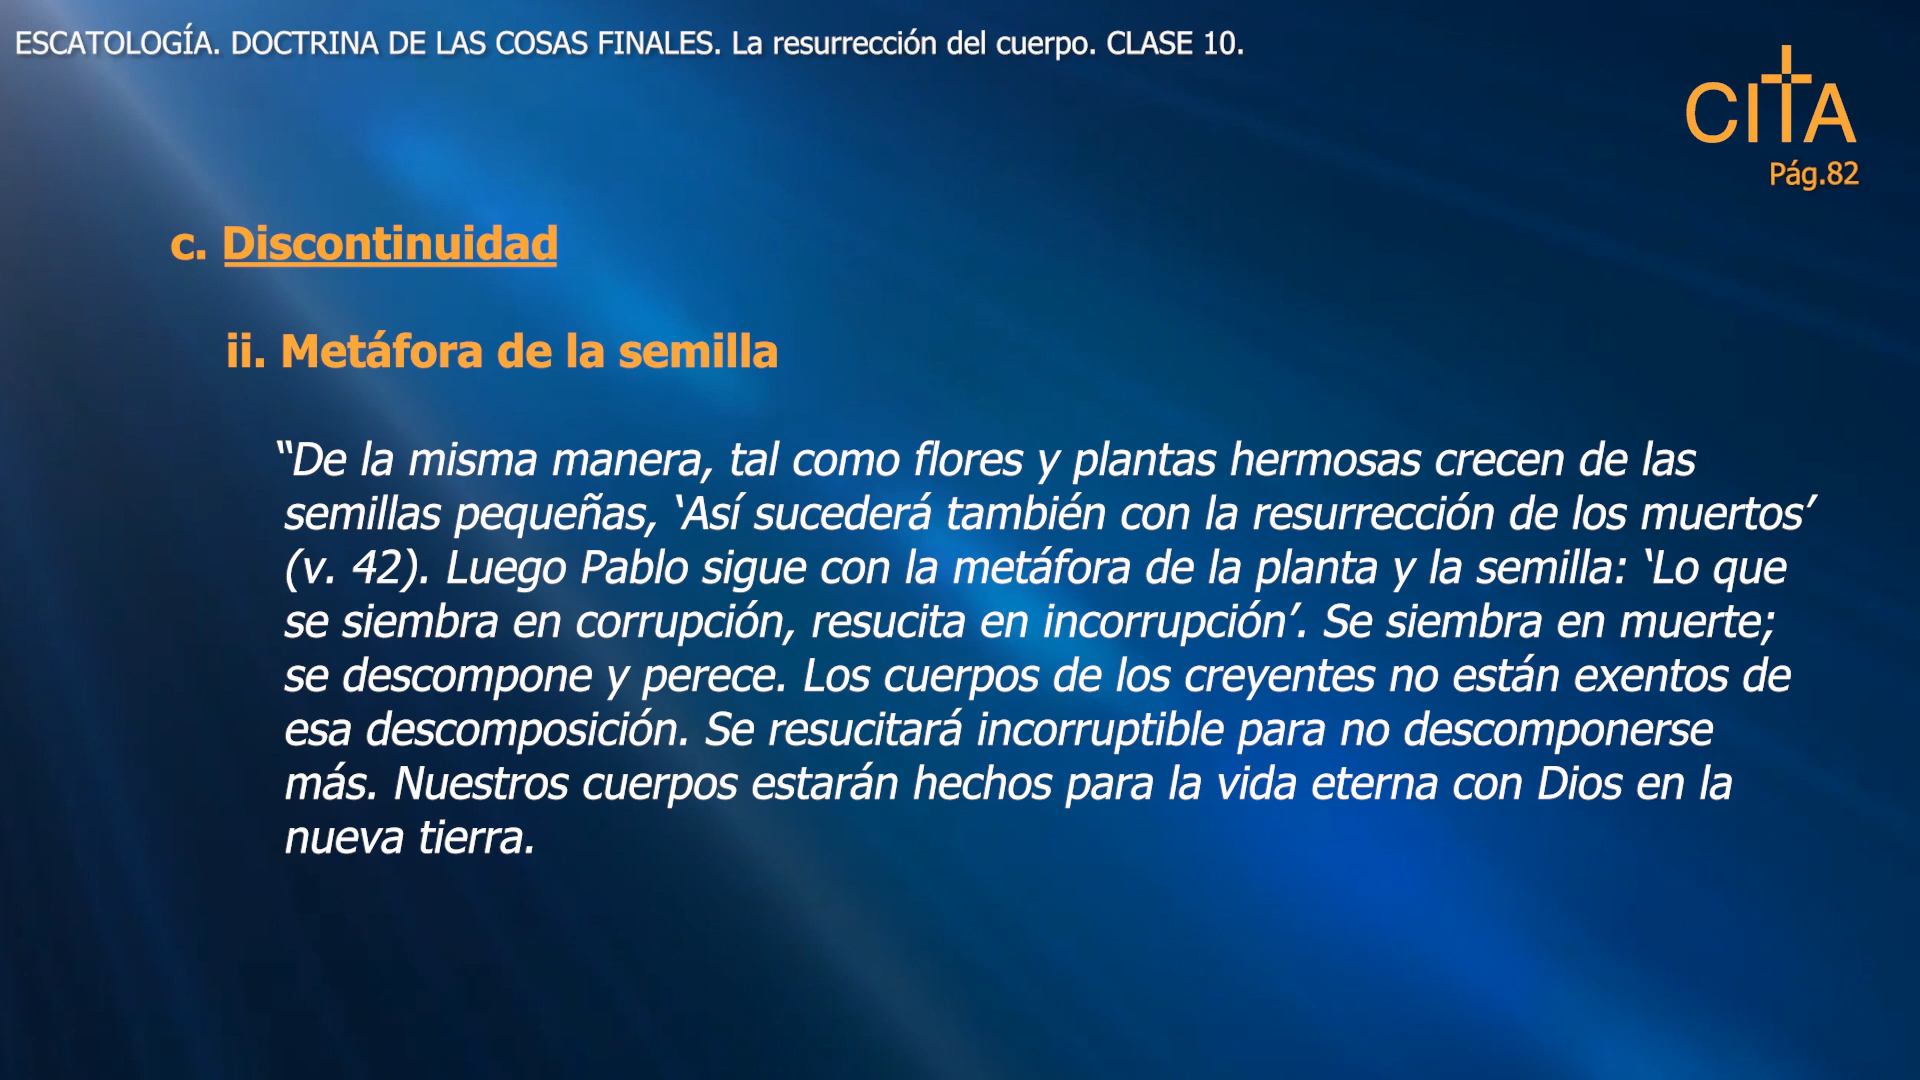 ESCATOLOGÍA. DOCTRINA DE LAS COSAS FINALES. La resurrección del cuerpo. CLASE 10.
CITA
Pág.82
c. Discontinuidad
ii. Metáfora de la semilla
“De la misma manera, tal como flores y plantas hermosas crecen de las
semillas pequeñas, ‘Así sucederá también con la resurrección de los muertos’
(v. 42). Luego Pablo sigue con la metáfora de la planta y la semilla: ‘Lo que
se siembra en corrupción, resucita en incorrupción’. Se siembra en muerte;
se descompone y perece. Los cuerpos de los creyentes no están exentos de
esa descomposición. Se resucitará incorruptible para no descomponerse
más. Nuestros cuerpos estarán hechos para la vida eterna con Dios en la
nueva tierra.